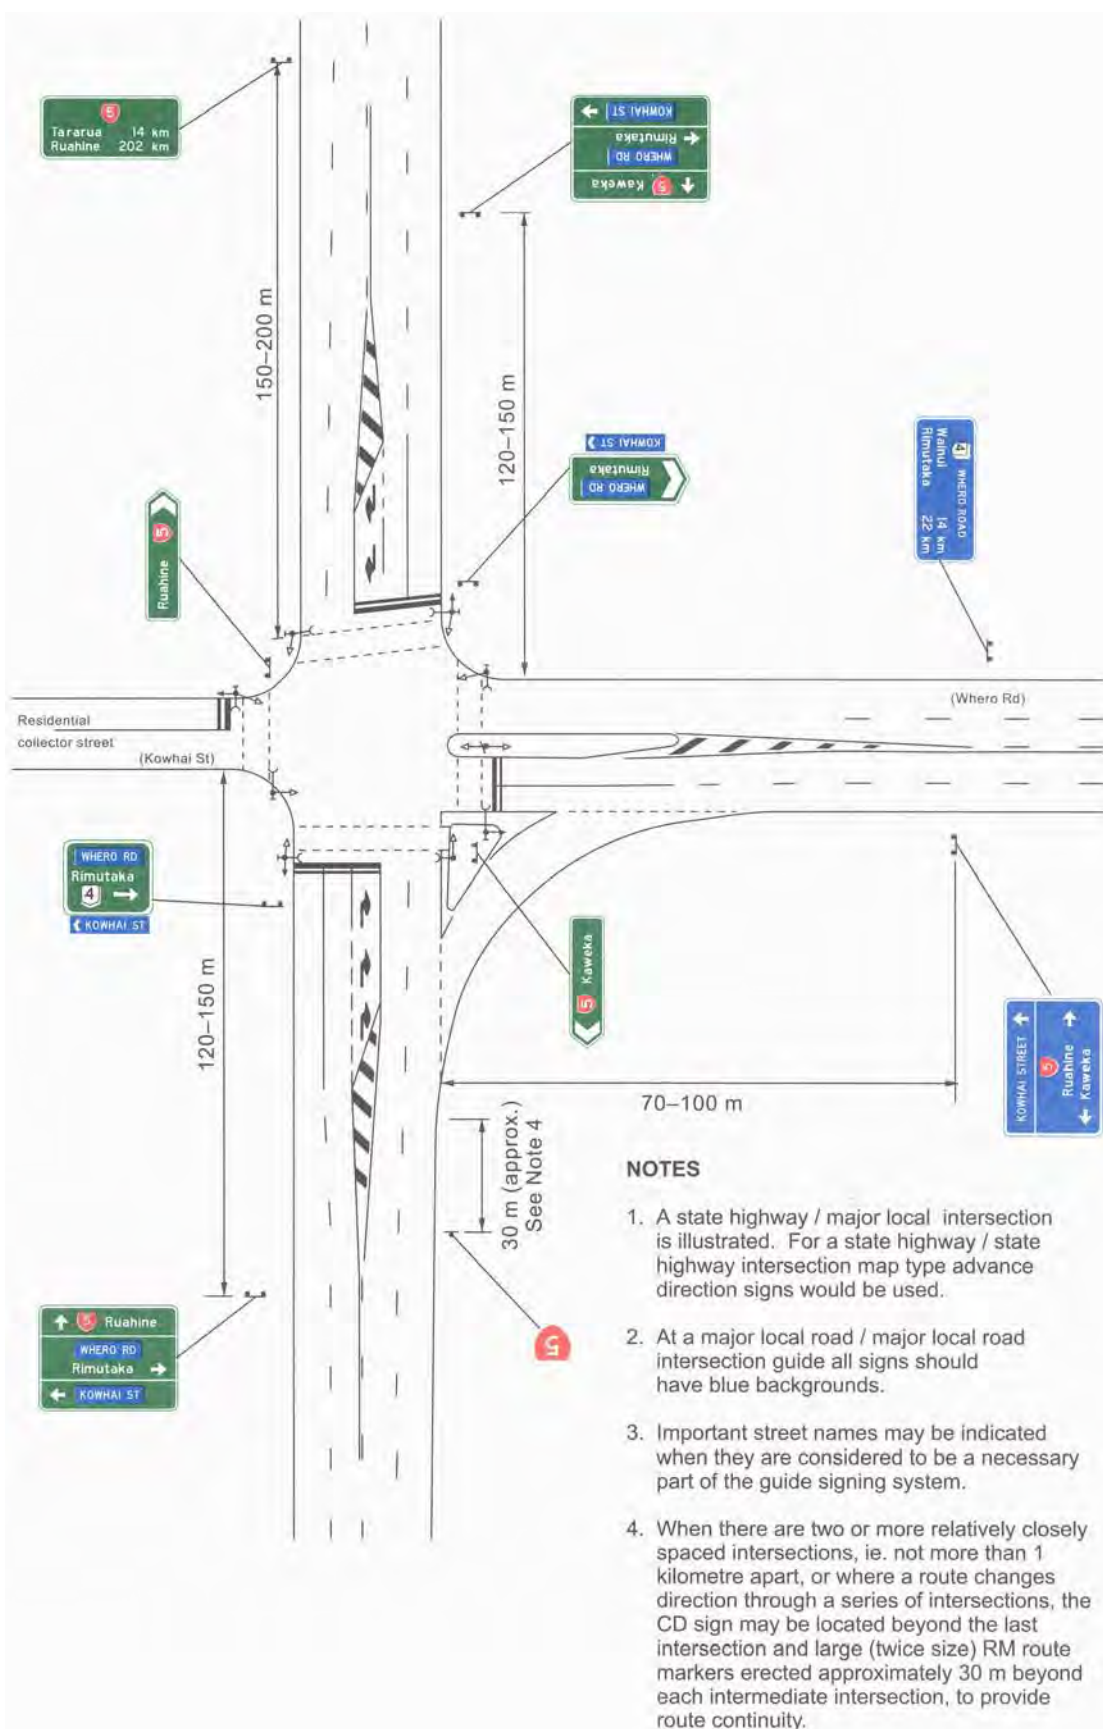 5
Tararua 14 km
Ruahine 202 km
KOWHAI ST
Rimutaka
WHERO RD
5 Kaweka
150–200 m
120–150 m
KOWHAI ST
Rimutaka
WHERO RD
4 WHERO ROAD
Wainui 14 km
Rimutaka 22 km
Ruahine 5
Residential
collector street
(Kowhai St)
(Whero Rd)
WHERO RD
Rimutaka
4
KOWHAI ST
120–150 m
5 Kaweka
KOWHAI STREET
5
Ruahine
Kaweka
70–100 m
30 m (approx.)
See Note 4
5
5 Ruahine
WHERO RD
Rimutaka
KOWHAI ST
NOTES
1. A state highway / major local intersection
is illustrated. For a state highway / state
highway intersection map type advance
direction signs would be used.
2. At a major local road / major local road
intersection guide all signs should
have blue backgrounds.
3. Important street names may be indicated
when they are considered to be a necessary
part of the guide signing system.
4. When there are two or more relatively closely
spaced intersections, ie. not more than 1
kilometre apart, or where a route changes
direction through a series of intersections, the
CD sign may be located beyond the last
intersection and large (twice size) RM route
markers erected approximately 30 m beyond
each intermediate intersection, to provide
route continuity.